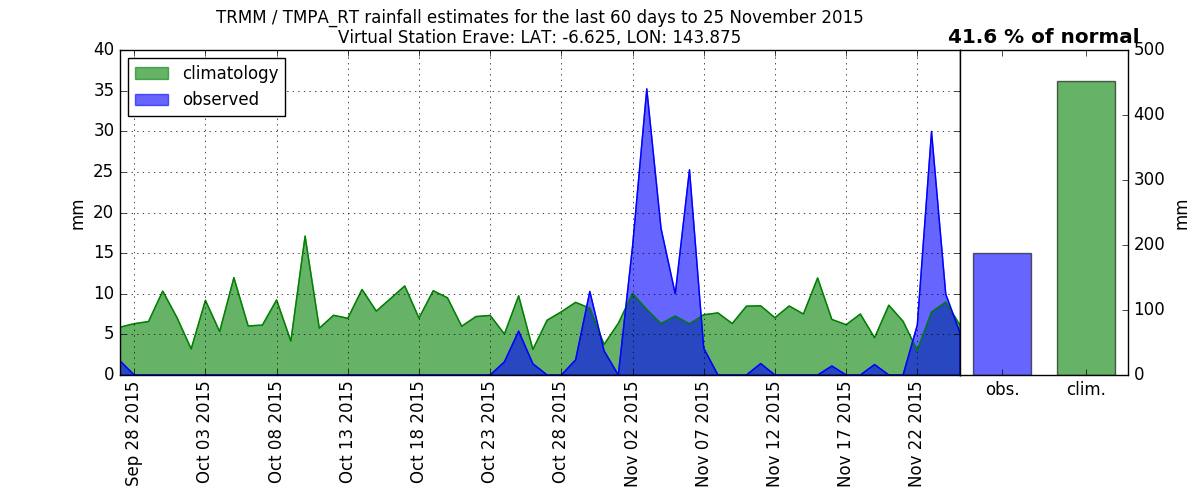 TRMM / TMPA_RT rainfall estimates for the last 60 days to 25 November 2015
Virtual Station Erave: LAT: -6.625, LON: 143.875
41.6 % of normal
climatology
observed
mm
40
35
30
25
20
15
10
5
0
Sep 28 2015
Oct 03 2015
Oct 08 2015
Oct 13 2015
Oct 18 2015
Oct 23 2015
Oct 28 2015
Nov 02 2015
Nov 07 2015
Nov 12 2015
Nov 17 2015
Nov 22 2015
500
400
300
200
100
0
mm
obs.
clim.